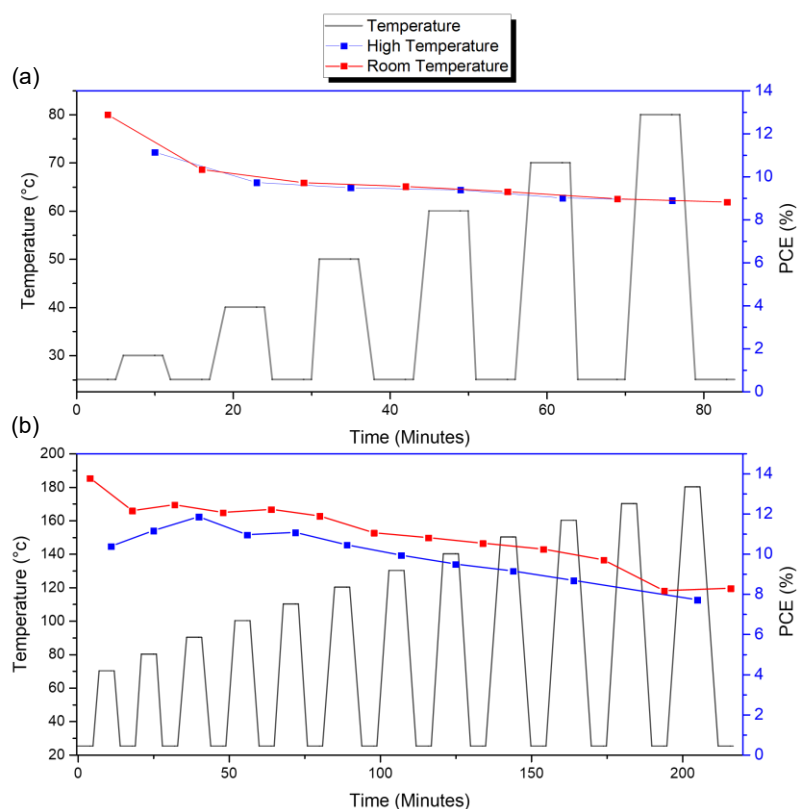 Temperature
High Temperature
Room Temperature
(a)
80
70
60
50
40
30
Temperature (°c)
14
12
10
8
6
4
2
0
PCE (%)
0 20 40 60 80
Time (Minutes)
(b)
200
180
160
140
120
100
80
60
40
20
Temperature (°c)
14
12
10
8
6
4
2
0
PCE (%)
0 50 100 150 200
Time (Minutes)